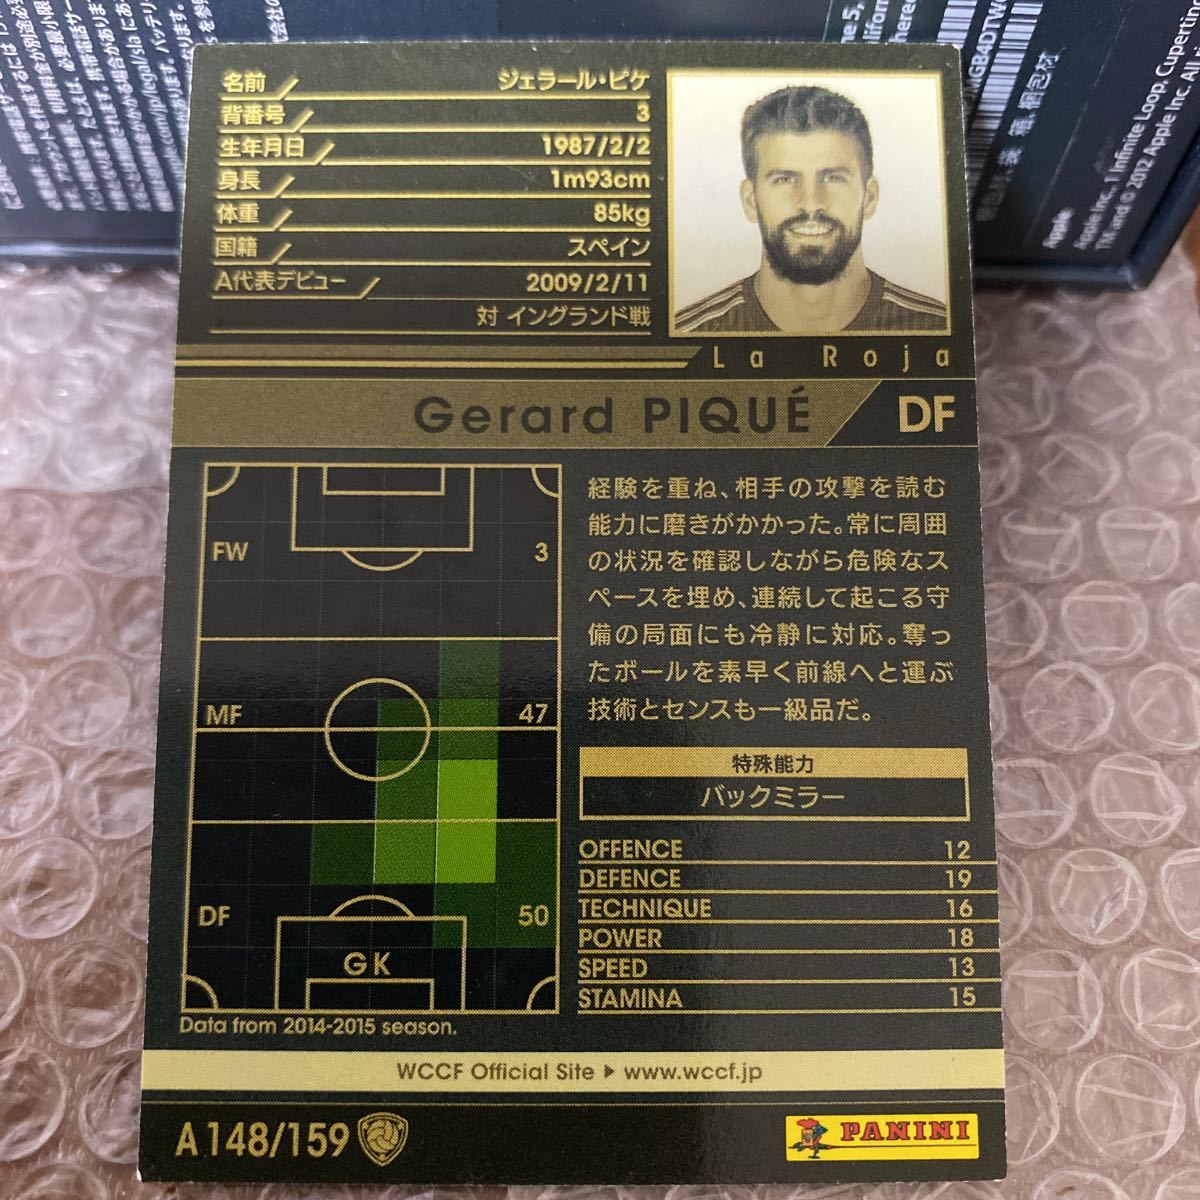 名前 ジェラール・ピケ
背番号 3
生年月日 1987/2/2
身長 1m93cm
体重 85kg
国籍 スペイン
A代表デビュー 2009/2/11
対 イングランド戦
La Roja
Gerard PIQUÉ DF
FW 3
MF 47
DF 50
GK
Data from 2014-2015 season.
経験を重ね、相手の攻撃を読む
能力に磨きがかかった。常に周囲
の状況を確認しながら危険なス
ペースを埋め、連続して起こる守
備の局面にも冷静に対応。奪っ
たボールを素早く前線へと運ぶ
技術とセンスも一級品だ。
特殊能力
バックミラー
OFFENCE 12
DEFENCE 19
TECHNIQUE 16
POWER 18
SPEED 13
STAMINA 15
WCCF Official Site ▶ www.wccf.jp
A148/159
PANINI
Apple
Apple Inc. 1 Infinite Loop, Cupertino
TM and © 2012 Apple Inc. All